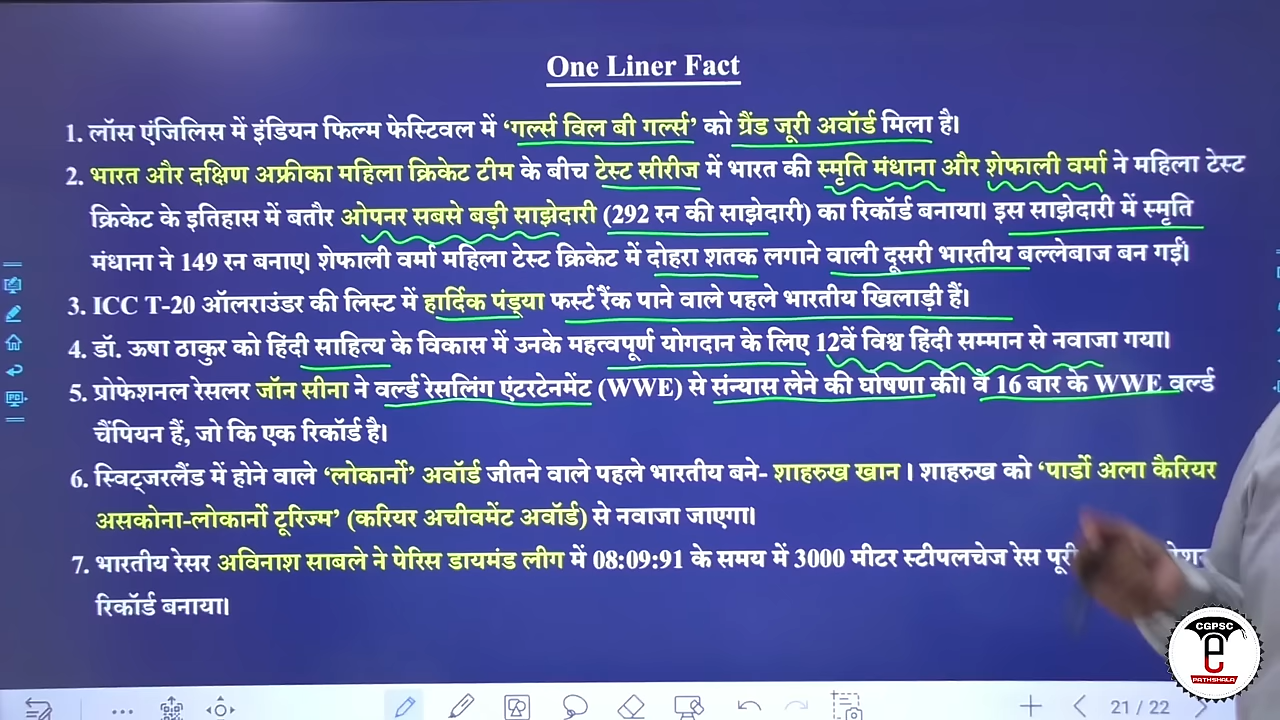 One Liner Fact
1. लॉस एंजिलिस में इंडियन फिल्म फेस्टिवल में ‘गर्ल्स विल बी गर्ल्स’ को ग्रैंड जूरी अवॉर्ड मिला है।
2. भारत और दक्षिण अफ्रीका महिला क्रिकेट टीम के बीच टेस्ट सीरीज में भारत की स्मृति मंधाना और शेफाली वर्मा ने महिला टेस्ट
क्रिकेट के इतिहास में बतौर ओपनर सबसे बड़ी साझेदारी (292 रन की साझेदारी) का रिकॉर्ड बनाया। इस साझेदारी में स्मृति
मंधाना ने 149 रन बनाए। शेफाली वर्मा महिला टेस्ट क्रिकेट में दोहरा शतक लगाने वाली दूसरी भारतीय बल्लेबाज बन गईं।
3. ICC T-20 ऑलराउंडर की लिस्ट में हार्दिक पंड्या फर्स्ट रैंक पाने वाले पहले भारतीय खिलाड़ी हैं।
4. डॉ. ऊषा ठाकुर को हिंदी साहित्य के विकास में उनके महत्वपूर्ण योगदान के लिए 12वें विश्व हिंदी सम्मान से नवाजा गया।
5. प्रोफेशनल रेसलर जॉन सीना ने वर्ल्ड रेसलिंग एंटरटेनमेंट (WWE) से संन्यास लेने की घोषणा की। वे 16 बार के WWE वर्ल्ड
चैंपियन हैं, जो कि एक रिकॉर्ड है।
6. स्विट्जरलैंड में होने वाले ‘लोकार्नो’ अवॉर्ड जीतने वाले पहले भारतीय बने- शाहरुख खान । शाहरुख को ‘पार्डो अला कैरियर
असकोना-लोकार्नो टूरिज्म’ (करियर अचीवमेंट अवॉर्ड) से नवाजा जाएगा।
7. भारतीय रेसर अविनाश साबले ने पेरिस डायमंड लीग में 08:09:91 के समय में 3000 मीटर स्टीपलचेज रेस
रिकॉर्ड बनाया।
CGPSC
e
PATHSHALA
21 / 22